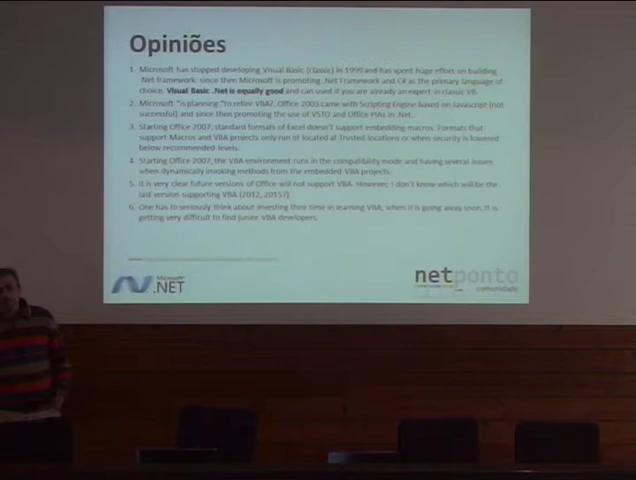 Opiniões
1. Microsoft has stopped developing Visual Basic (classic) in 1999 and has spent huge effort on building
.Net framework, since then Microsoft is promoting .Net Framework and C# as the primary language of
choice. Visual Basic .Net is equally good and can used if you are already an expert in classic VB.
2. Microsoft "is planning "to retire VBA?. Office 2003 came with Scripting Engine based on Javascript (not
successful) and since then promoting the use of VSTO and Office PIAs in .Net.
3. Starting Office 2007, standard formats of Excel doesn't support embedding macros. Formats that
support Macros and VBA projects only run of located at Trusted locations or when security is lowered
below recommended levels.
4. Starting Office 2007, the VBA environment runs in the compatibility mode and having several issues
when dynamically invoking methods from the embedded VBA projects.
5. It is very clear future versions of Office will not support VBA. However, I don't know which will be the
last version supporting VBA (2012, 2015?)
6. One has to seriously think about investing their time in learning VBA, when it is going away soon. It is
getting very difficult to find junior VBA developers.
Microsoft
.NET
netponto
comunidade